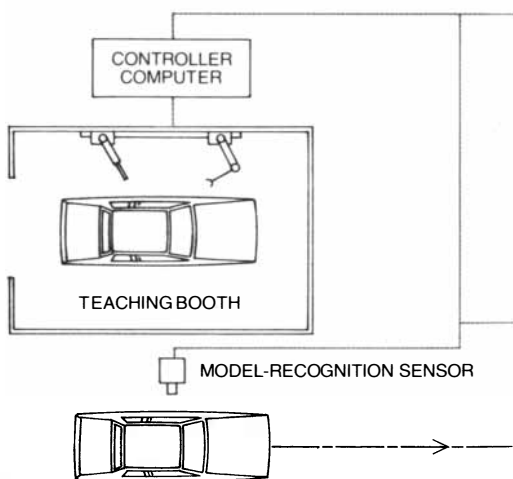 CONTROLLER
COMPUTER
TEACHING BOOTH
MODEL-RECOGNITION SENSOR